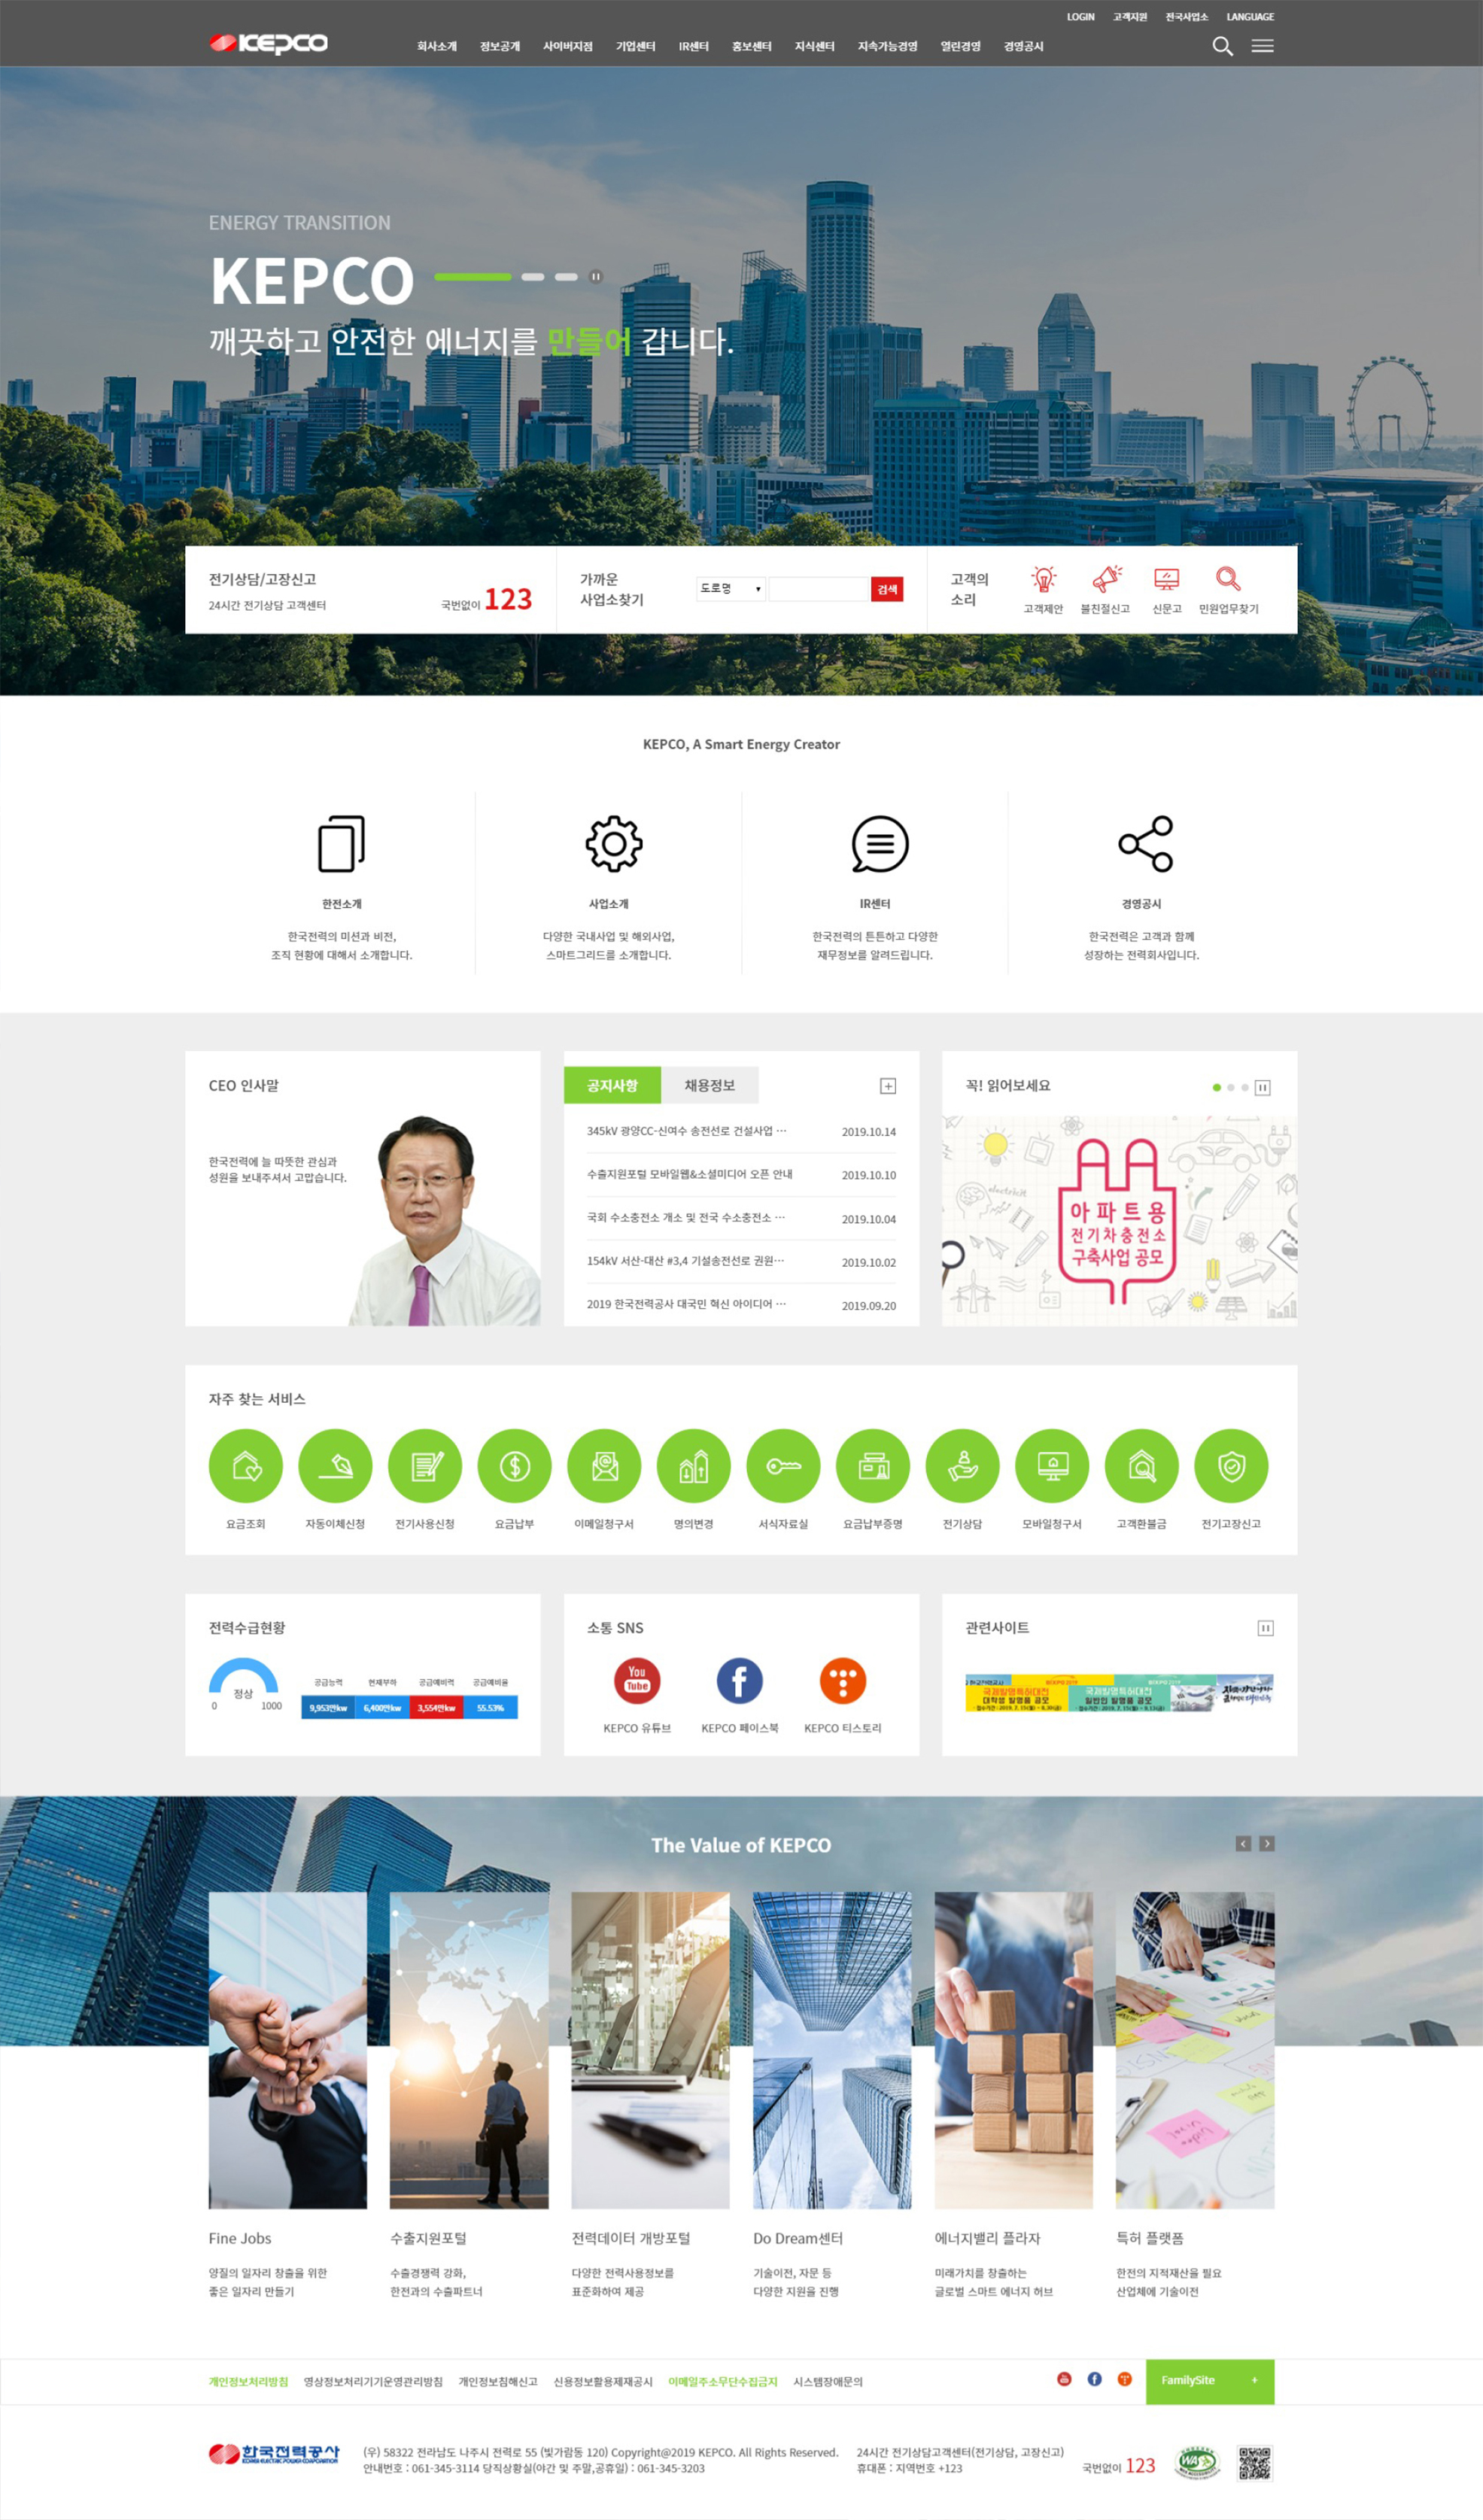 LOGIN 고객지원 전국사업소 LANGUAGE
KEPCO 회사소개 정보공개 사이버지점 기업센터 IR센터 홍보센터 지식센터 지속가능경영 열린경영 경영공시
ENERGY TRANSITION
KEPCO
깨끗하고 안전한 에너지를 만들어 갑니다.
전기상담/고장신고
24시간 전기상담 고객센터
국번없이 123
가까운
사업소찾기
도로명
검색
고객의
소리
고객제안 불친절신고 신문고 민원업무찾기
KEPCO, A Smart Energy Creator
한전소개
한국전력의 미션과 비전,
조직 현황에 대해서 소개합니다.
사업소개
다양한 국내사업 및 해외사업,
스마트그리드를 소개합니다.
IR센터
한국전력의 튼튼하고 다양한
재무정보를 알려드립니다.
경영공시
한국전력은 고객과 함께
성장하는 전력회사입니다.
CEO 인사말
한국전력에 늘 따뜻한 관심과
성원을 보내주셔서 고맙습니다.
공지사항 채용정보
345kV 광양CC-신여수 송전선로 건설사업 ··· 2019.10.14
수출지원포털 모바일웹&소셜미디어 오픈 안내 2019.10.10
국회 수소충전소 개소 및 전국 수소충전소 ··· 2019.10.04
154kV 서산-대산 #3,4 기설송전선로 권원··· 2019.10.02
2019 한국전력공사 대국민 혁신 아이디어 ··· 2019.09.20
꼭! 읽어보세요
아파트용
전기차충전소
구축사업 공모
자주 찾는 서비스
요금조회 자동이체신청 전기사용신청 요금납부 이메일청구서 명의변경 서식자료실 요금납부증명 전기상담 모바일청구서 고객환불금 전기고장신고
전력수급현황
정상
0 1000
공급능력 현재부하 공급예비력 공급예비율
9,953만kw 6,400만kw 3,554만kw 55.53%
소통 SNS
You
Tube
KEPCO 유튜브 KEPCO 페이스북 KEPCO 티스토리
관련사이트
국제발명특허대전
대학생 발명품 공모
국제발명특허대전
일반인 발명품 공모
The Value of KEPCO
Fine Jobs
양질의 일자리 창출을 위한
좋은 일자리 만들기
수출지원포털
수출경쟁력 강화,
한전과의 수출파트너
전력데이터 개방포털
다양한 전력사용정보를
표준화하여 제공
Do Dream센터
기술이전, 자문 등
다양한 지원을 진행
에너지밸리 플라자
미래가치를 창출하는
글로벌 스마트 에너지 허브
특허 플랫폼
한전의 지적재산을 필요
산업체에 기술이전
개인정보처리방침 영상정보처리기기운영관리방침 개인정보침해신고 신용정보활용제재공시 이메일주소무단수집금지 시스템장애문의
FamilySite +
한국전력공사
KOREA ELECTRIC POWER CORPORATION
(우) 58322 전라남도 나주시 전력로 55 (빛가람동 120) Copyright@2019 KEPCO. All Rights Reserved.
안내번호 : 061-345-3114 당직상황실(야간 및 주말,공휴일) : 061-345-3203
24시간 전기상담고객센터(전기상담, 고장신고)
휴대폰 : 지역번호 +123
국번없이 123
WA